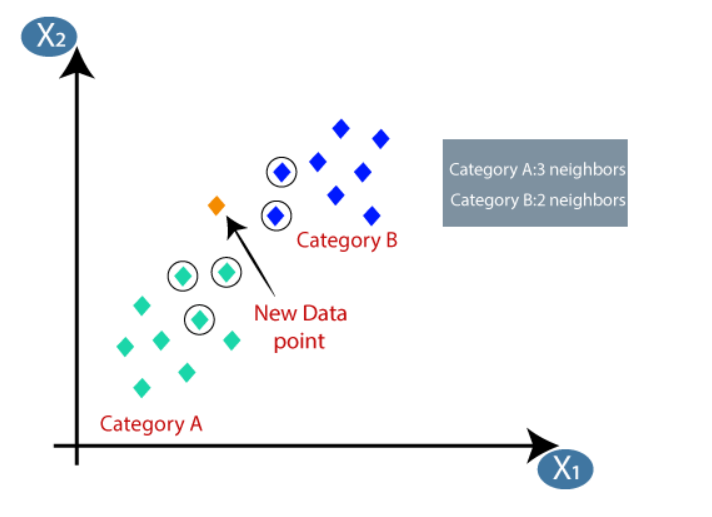 X₂
Category A:3 neighbors
Category B:2 neighbors
Category B
New Data
point
Category A
X₁